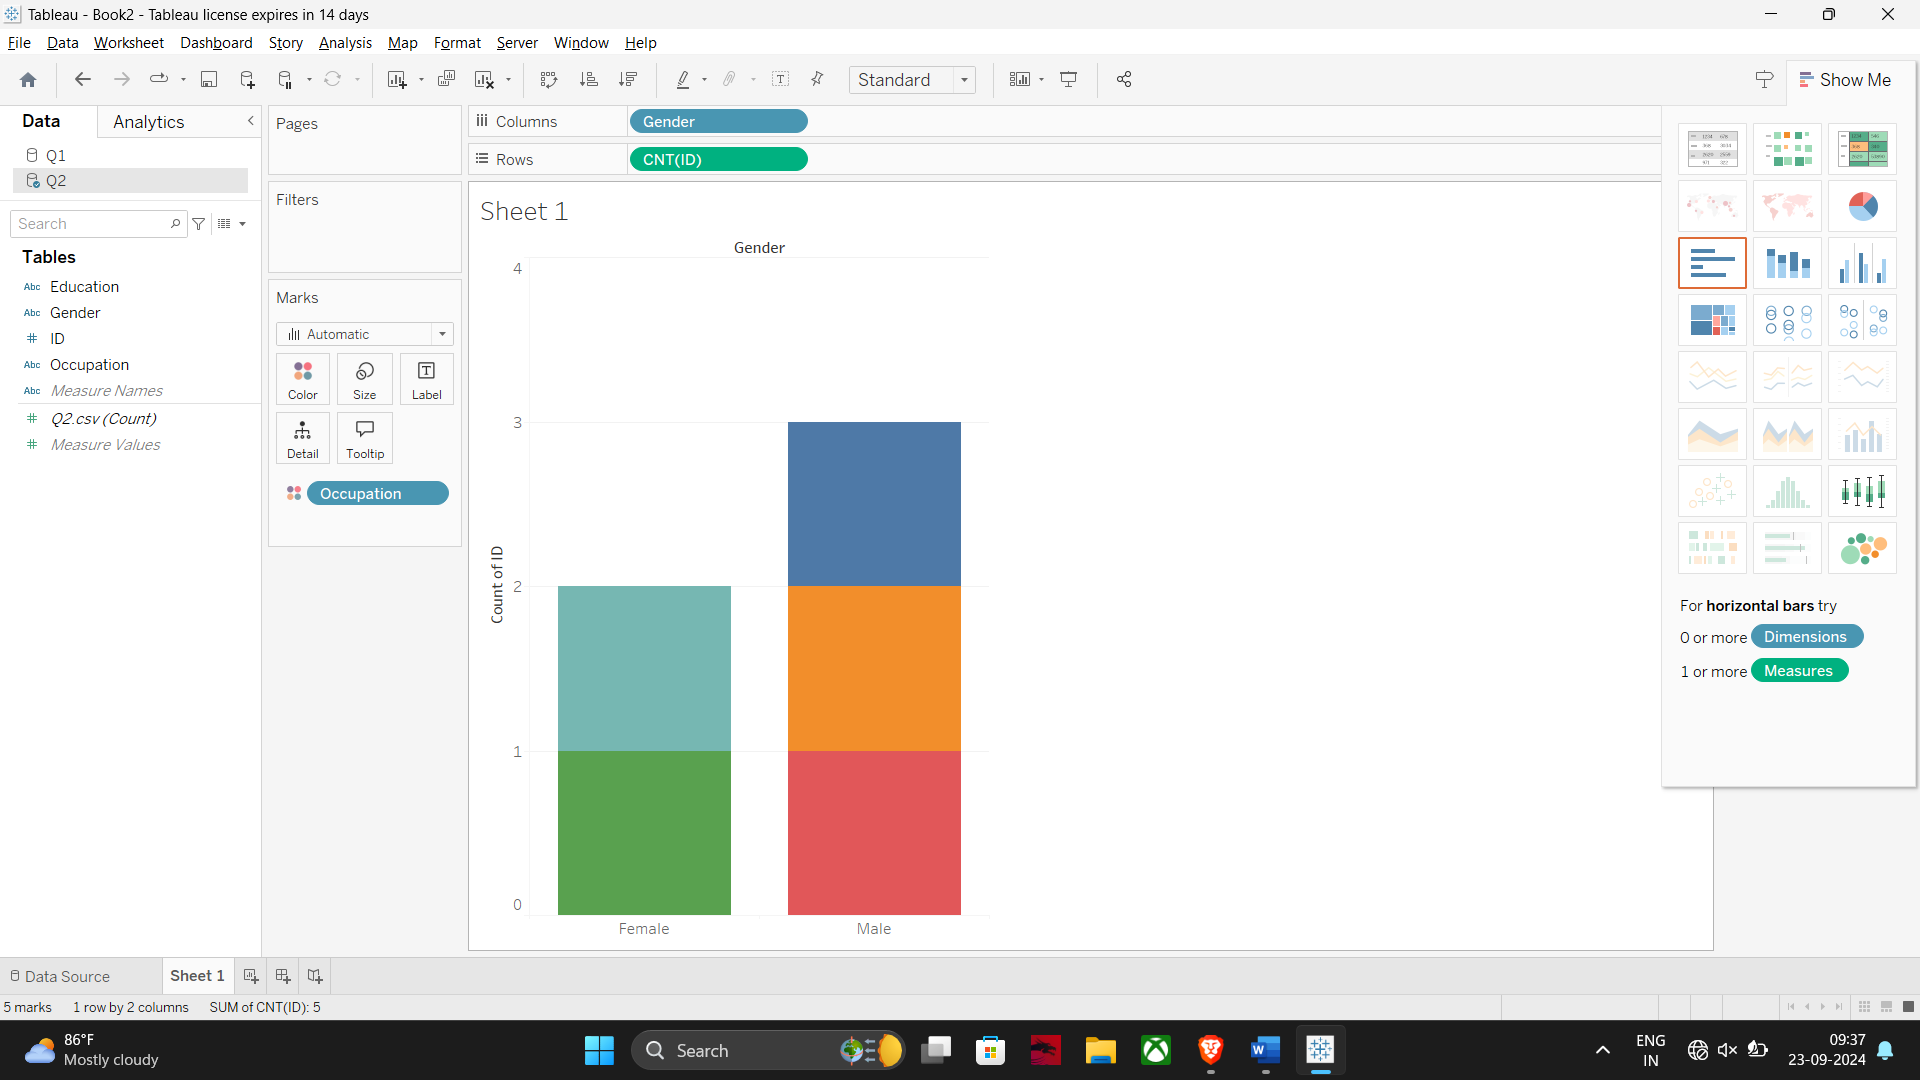 Tableau - Book2 - Tableau license expires in 14 days
File Data Worksheet Dashboard Story Analysis Map Format Server Window Help
Standard
Show Me
Data
Analytics
Q1
Q2
Search
Tables
Abc Education
Abc Gender
# ID
Abc Occupation
Abc Measure Names
# Q2.csv (Count)
# Measure Values
Pages
Filters
Marks
Automatic
Color Size Label
Detail Tooltip
Occupation
Columns Gender
Rows CNT(ID)
Sheet 1
Gender
4
3
2
1
0
Count of ID
Female Male
For horizontal bars try
0 or more Dimensions
1 or more Measures
Data Source Sheet 1
5 marks 1 row by 2 columns SUM of CNT(ID): 5
86°F
Mostly cloudy
Search
ENG
IN
09:37
23-09-2024